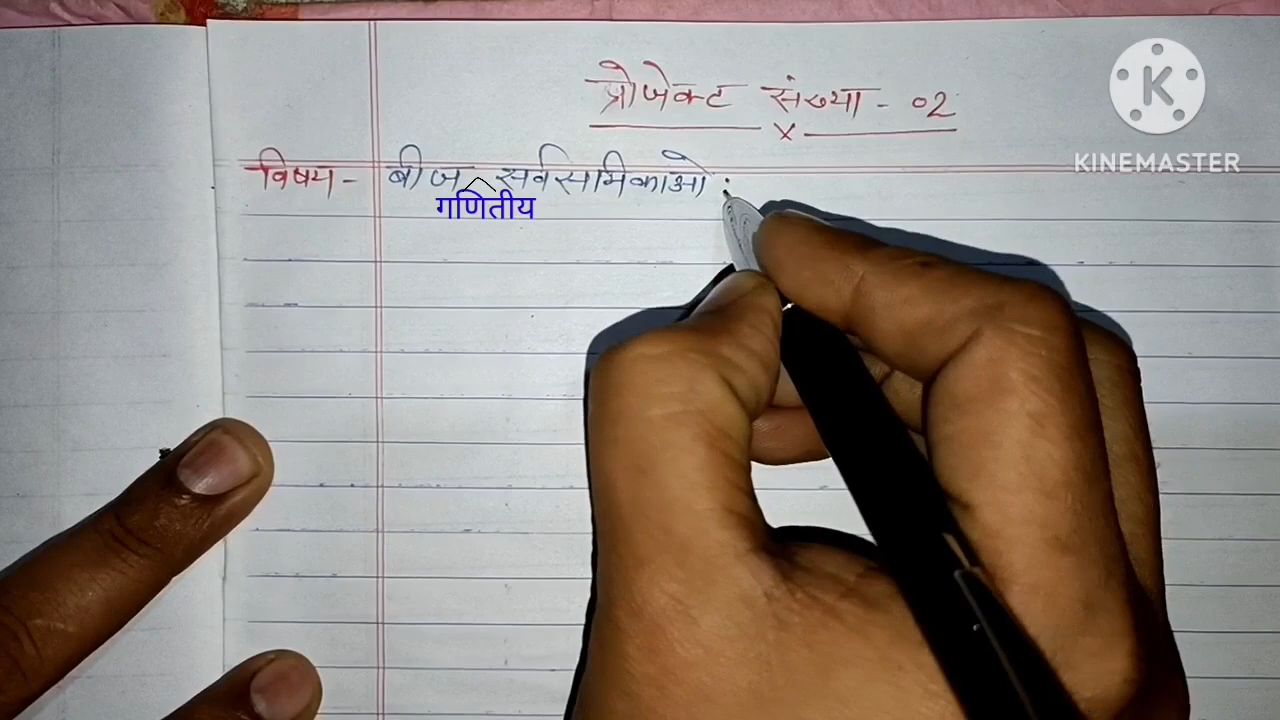 प्रोजेक्ट संख्या - 02
x
विषय - बीज ^ सर्वसमिकाओ
गणितीय
K
KINEMASTER